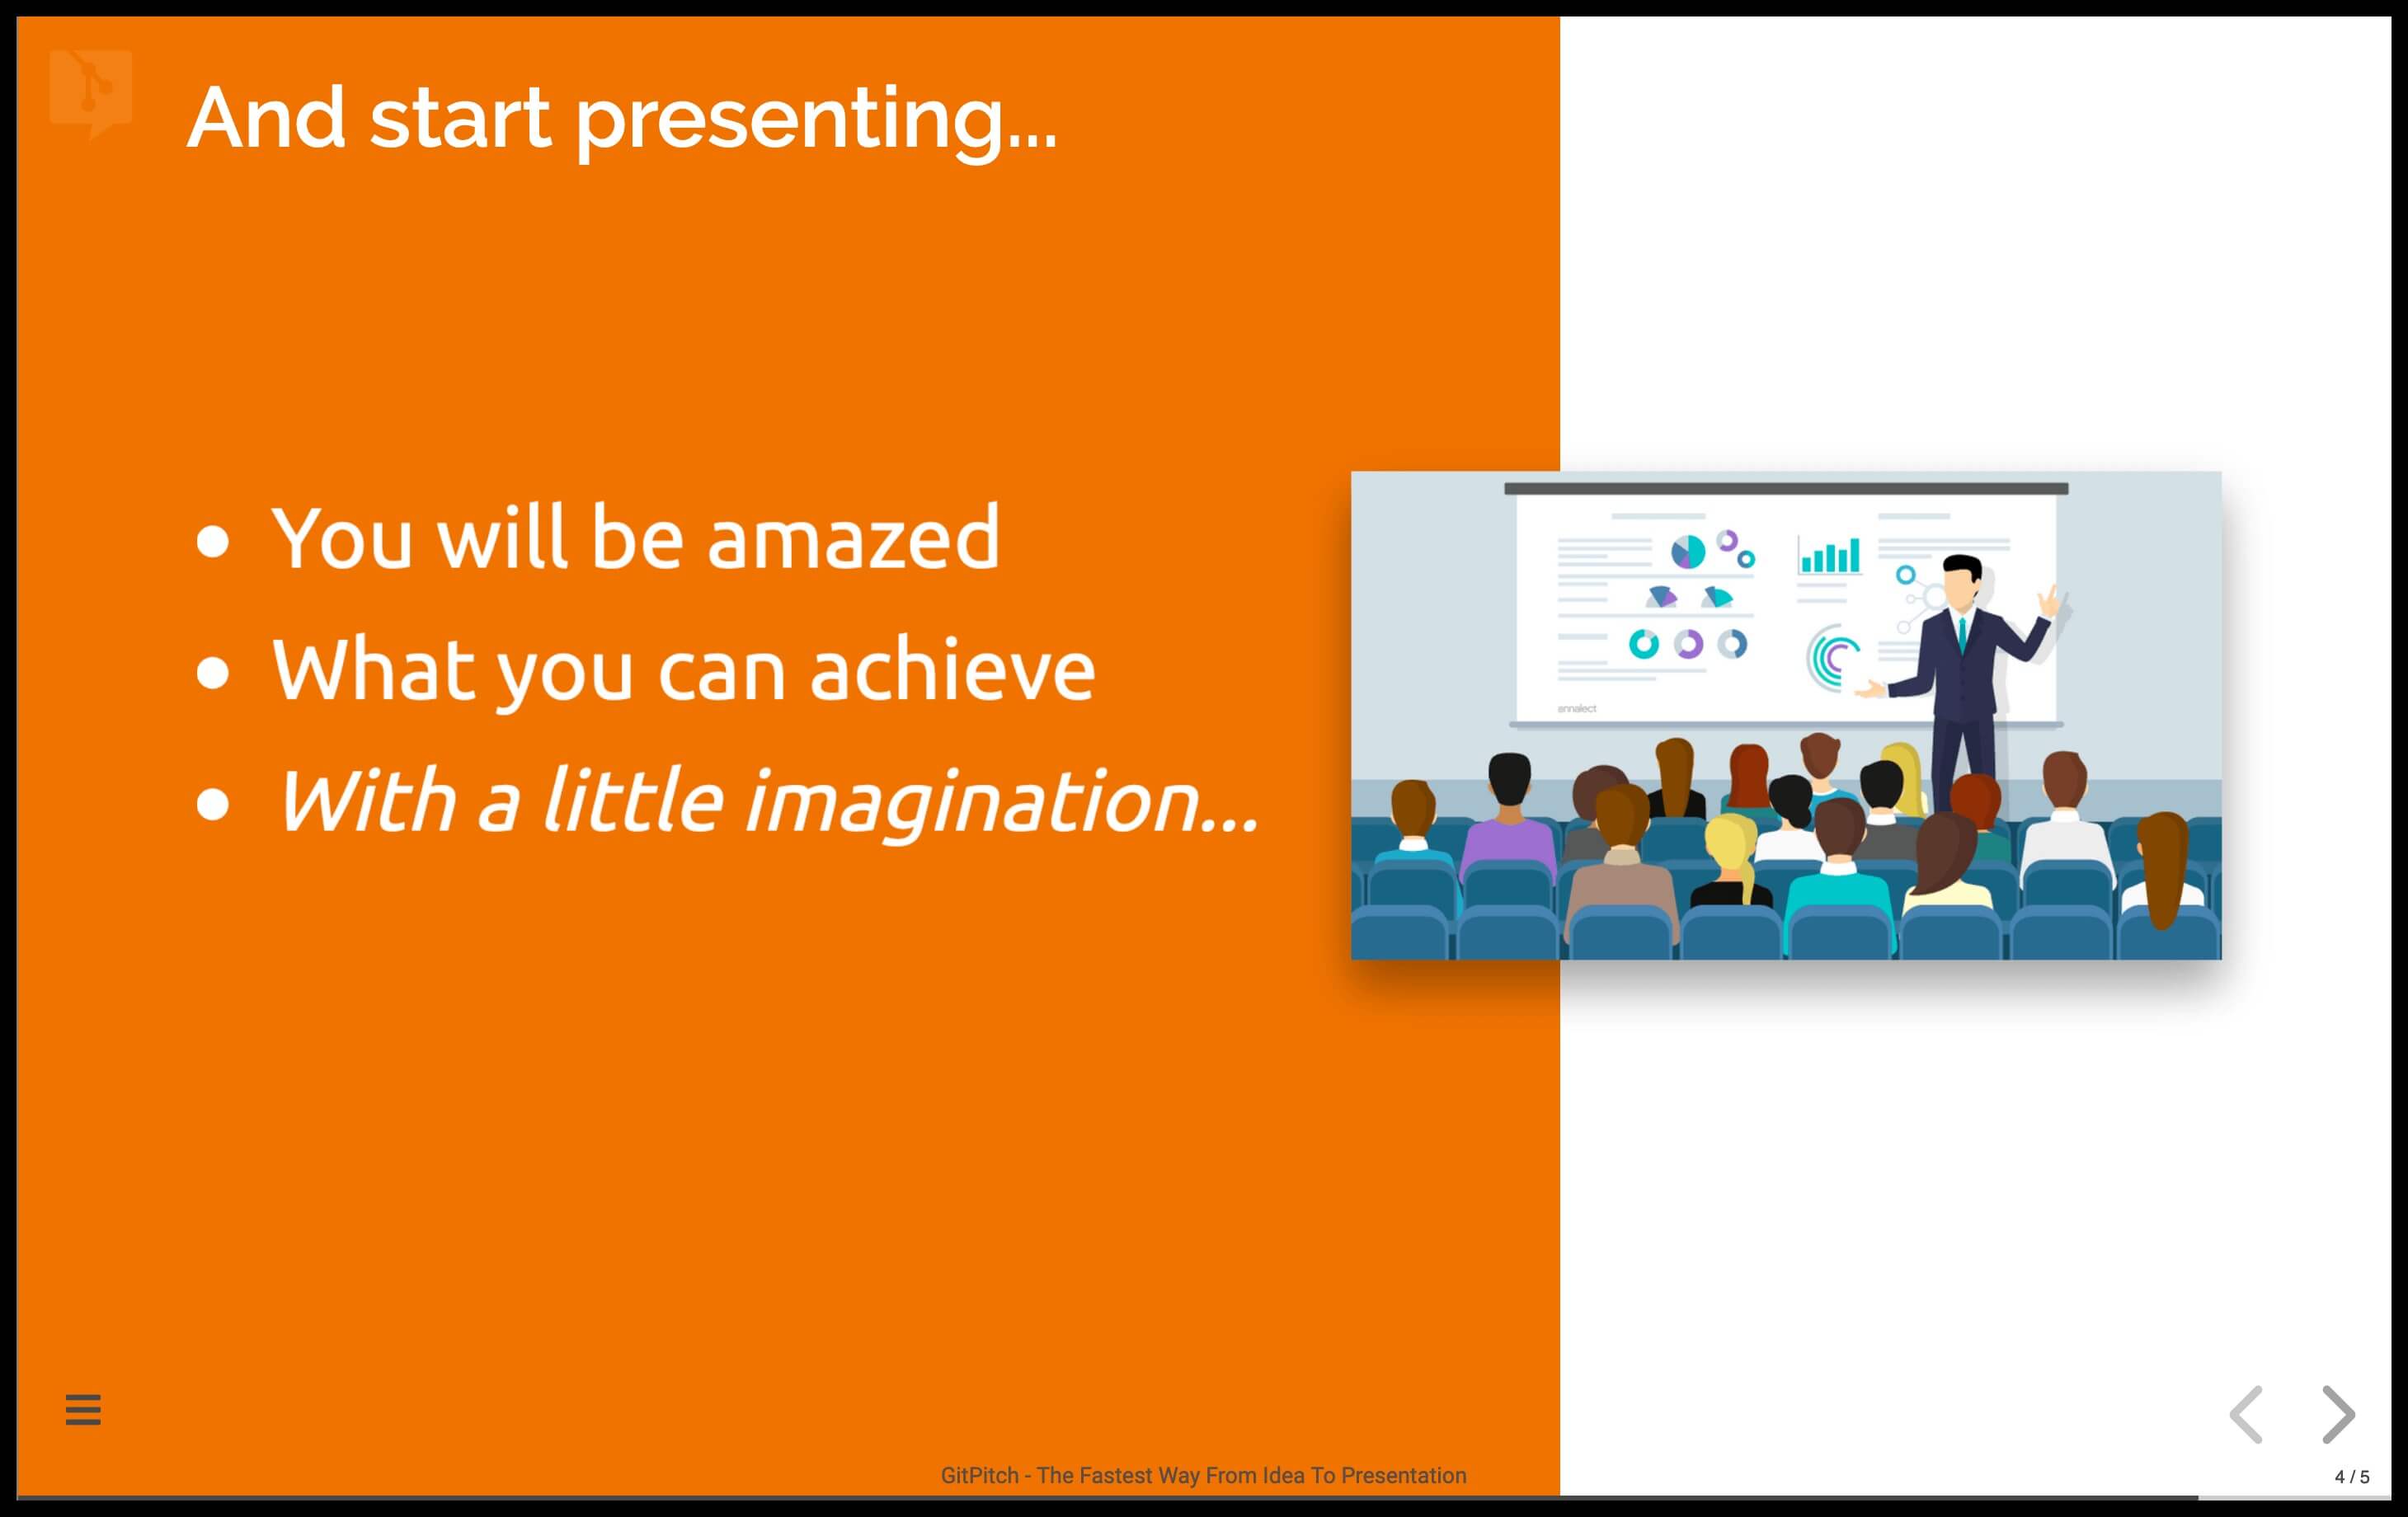 And start presenting...
● You will be amazed
● What you can achieve
● With a little imagination...
annalect
GitPitch - The Fastest Way From Idea To Presentation
4 / 5